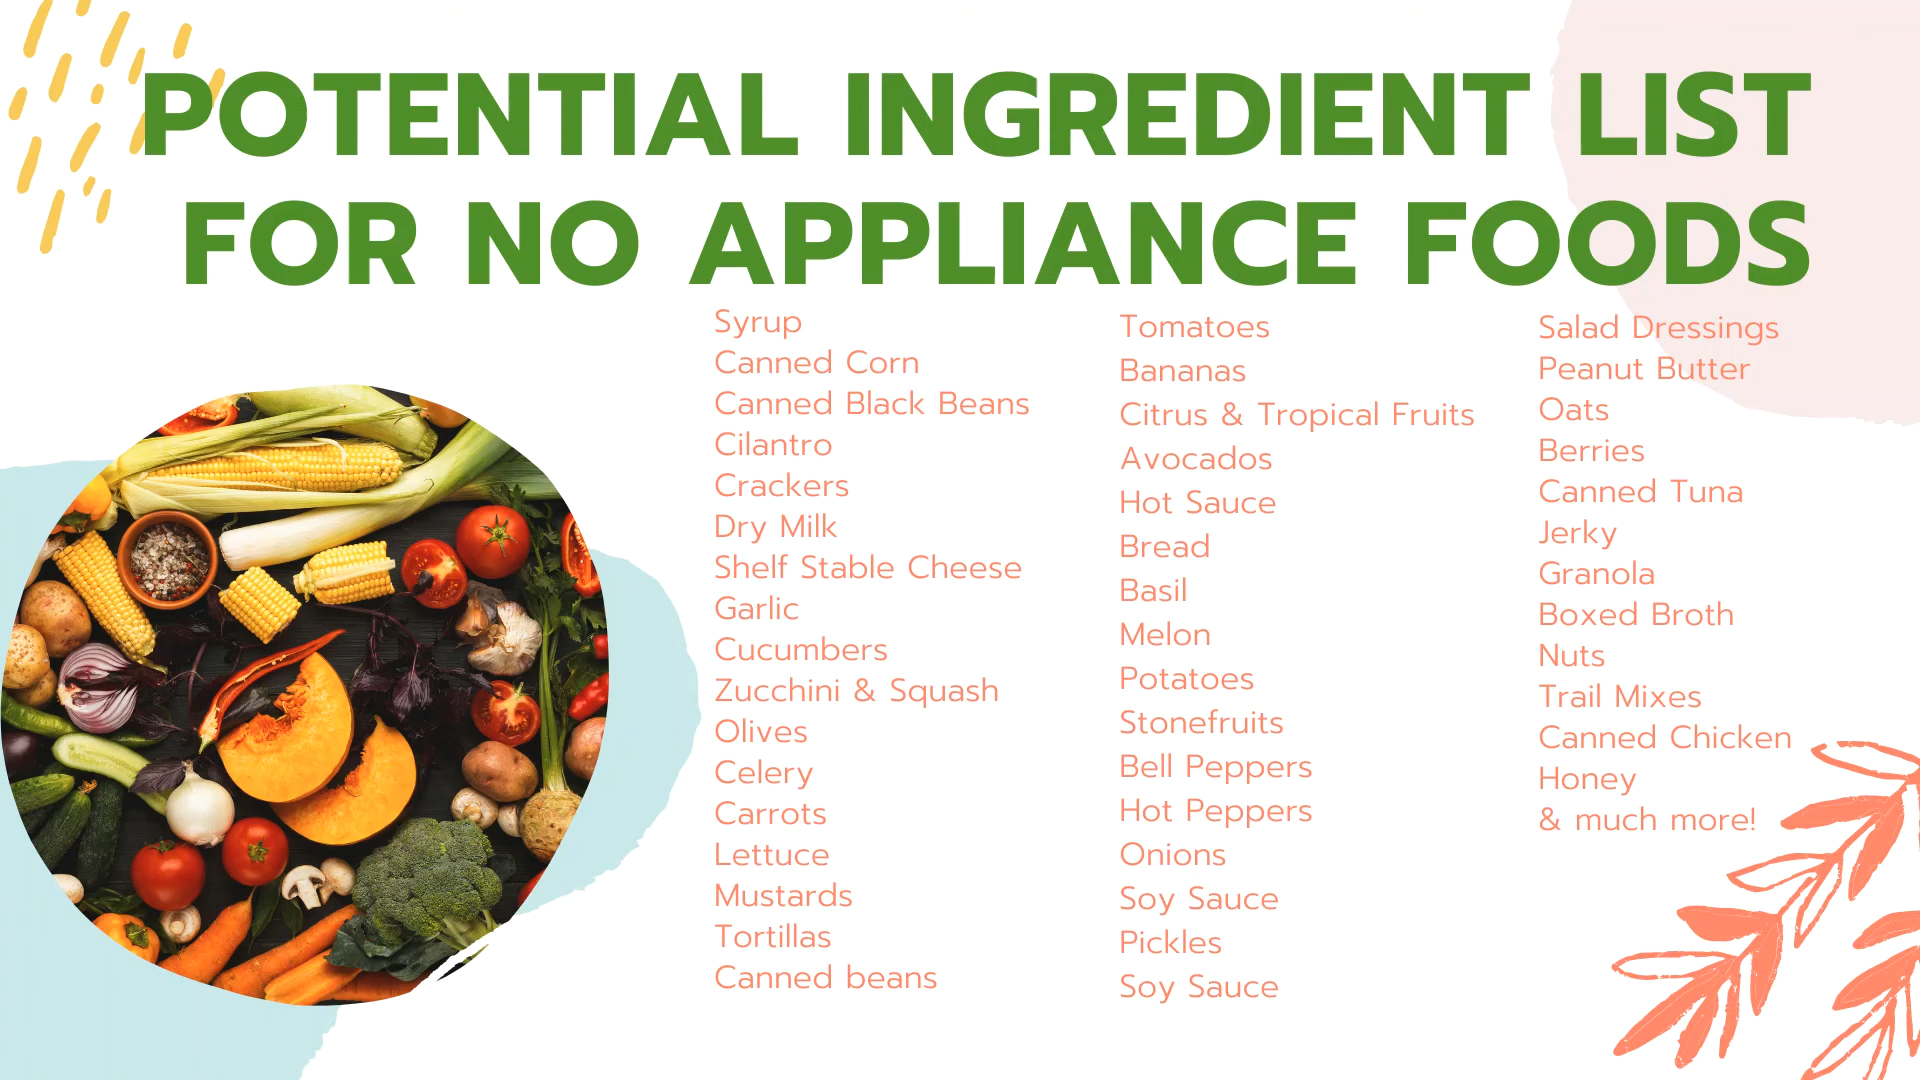 POTENTIAL INGREDIENT LIST
FOR NO APPLIANCE FOODS
Syrup
Canned Corn
Canned Black Beans
Cilantro
Crackers
Dry Milk
Shelf Stable Cheese
Garlic
Cucumbers
Zucchini & Squash
Olives
Celery
Carrots
Lettuce
Mustards
Tortillas
Canned beans
Tomatoes
Bananas
Citrus & Tropical Fruits
Avocados
Hot Sauce
Bread
Basil
Melon
Potatoes
Stonefruits
Bell Peppers
Hot Peppers
Onions
Soy Sauce
Pickles
Soy Sauce
Salad Dressings
Peanut Butter
Oats
Berries
Canned Tuna
Jerky
Granola
Boxed Broth
Nuts
Trail Mixes
Canned Chicken
Honey
& much more!